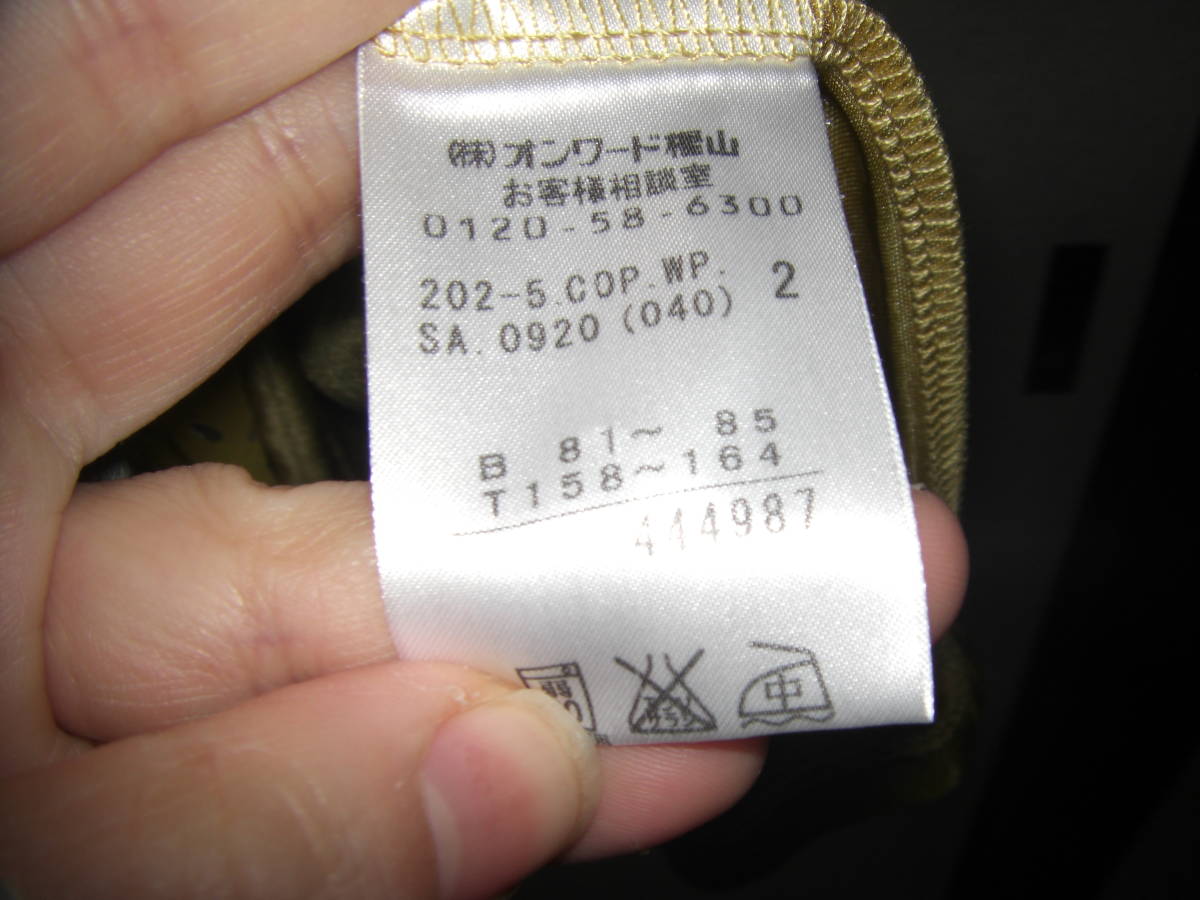 (株)オンワード樫山
お客様相談室
0120-58-6300
202-5.COP.WP. 2
SA.0920 (040)
B 81~ 85
T158~164
444987
中